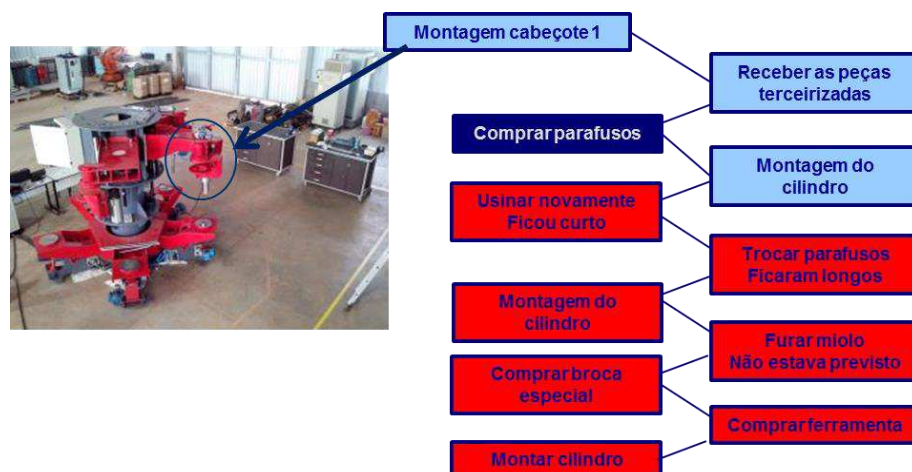 Montagem cabeçote 1
Receber as peças
terceirizadas
Comprar parafusos
Montagem do
cilindro
Usinar novamente
Ficou curto
Trocar parafusos
Ficaram longos
Montagem do
cilindro
Furar miolo
Não estava previsto
Comprar broca
especial
Comprar ferramenta
Montar cilindro